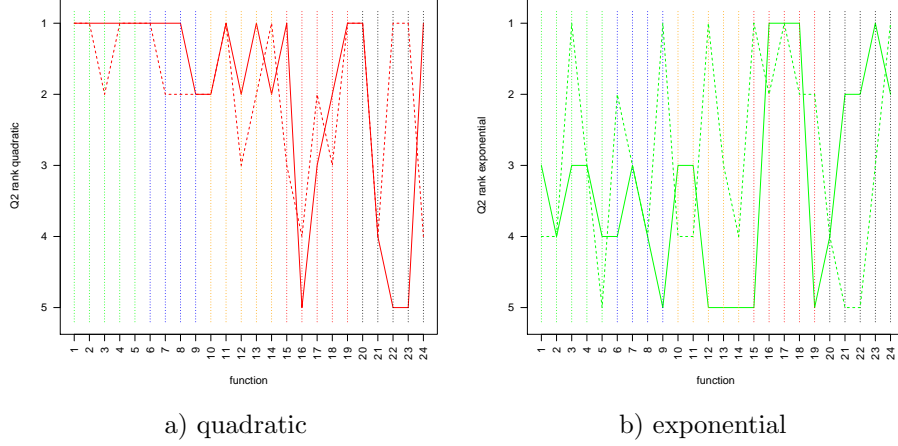 Q2 rank quadratic
1
2
3
4
5
1 2 3 4 5 6 7 8 9 10 11 12 13 14 15 16 17 18 19 20 21 22 23 24
function
a) quadratic
Q2 rank exponential
1
2
3
4
5
1 2 3 4 5 6 7 8 9 10 11 12 13 14 15 16 17 18 19 20 21 22 23 24
function
b) exponential